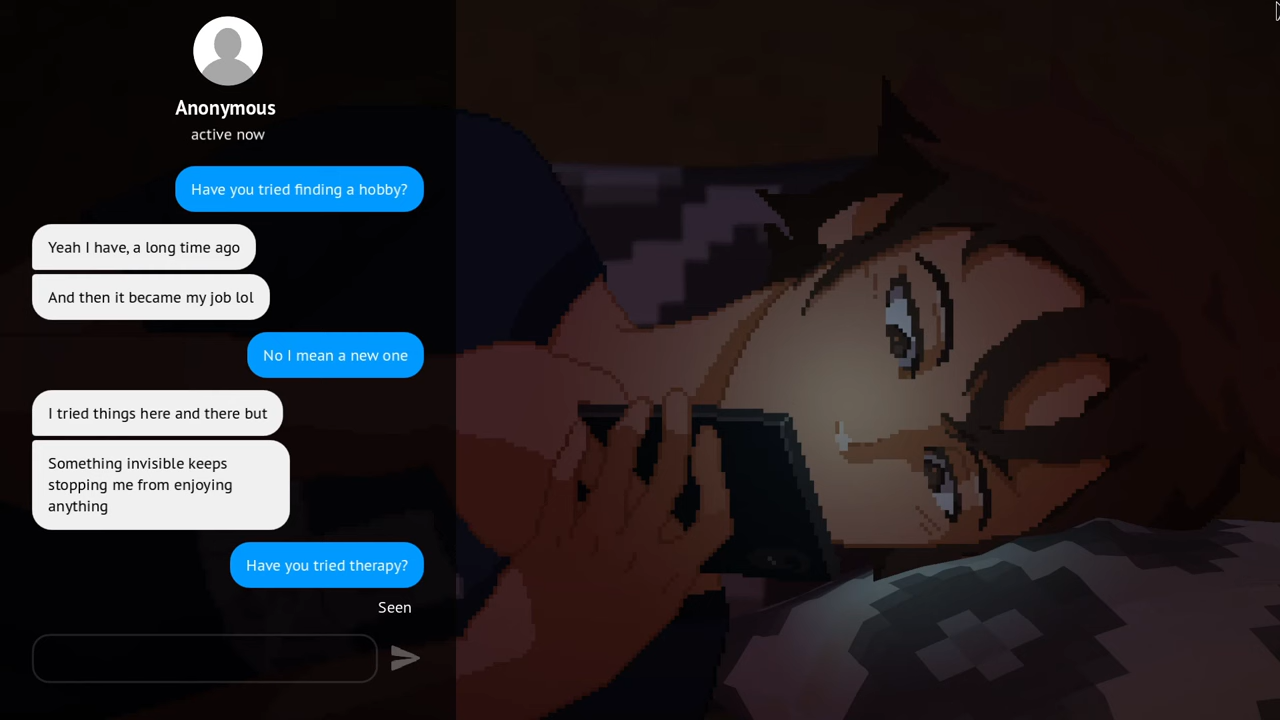 Anonymous
active now
Have you tried finding a hobby?
Yeah I have, a long time ago
And then it became my job lol
No I mean a new one
I tried things here and there but
Something invisible keeps
stopping me from enjoying
anything
Have you tried therapy?
Seen